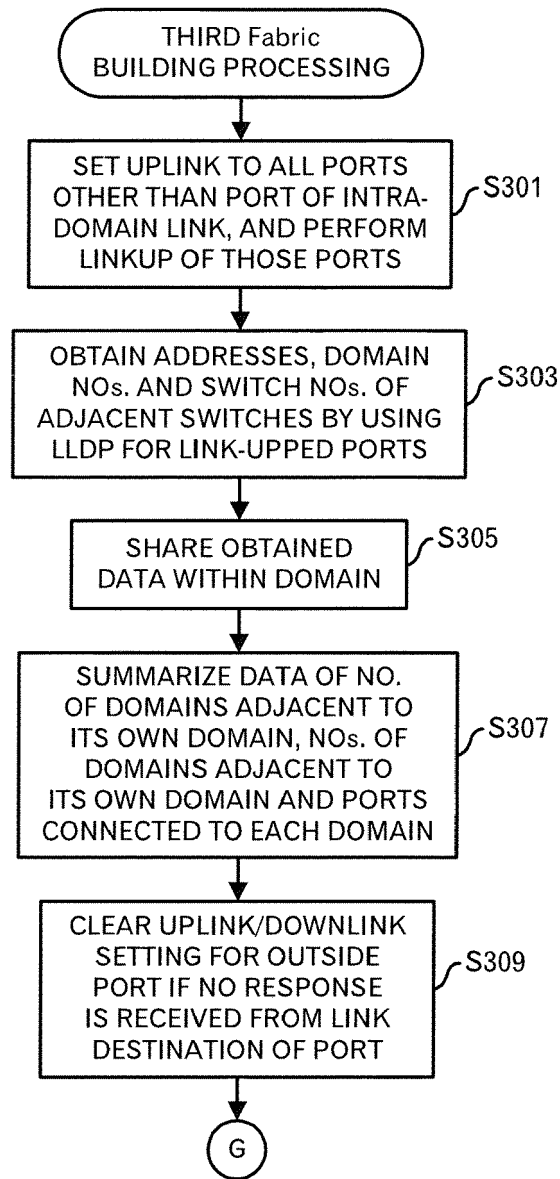 THIRD Fabric
BUILDING PROCESSING
SET UPLINK TO ALL PORTS
OTHER THAN PORT OF INTRA-
DOMAIN LINK, AND PERFORM
LINKUP OF THOSE PORTS
S301
OBTAIN ADDRESSES, DOMAIN
NOs. AND SWITCH NOs. OF
ADJACENT SWITCHES BY USING
LLDP FOR LINK-UPPED PORTS
S303
SHARE OBTAINED
DATA WITHIN DOMAIN
S305
SUMMARIZE DATA OF NO.
OF DOMAINS ADJACENT TO
ITS OWN DOMAIN, NOs. OF
DOMAINS ADJACENT TO
ITS OWN DOMAIN AND PORTS
CONNECTED TO EACH DOMAIN
S307
CLEAR UPLINK/DOWNLINK
SETTING FOR OUTSIDE
PORT IF NO RESPONSE
IS RECEIVED FROM LINK
DESTINATION OF PORT
S309
G